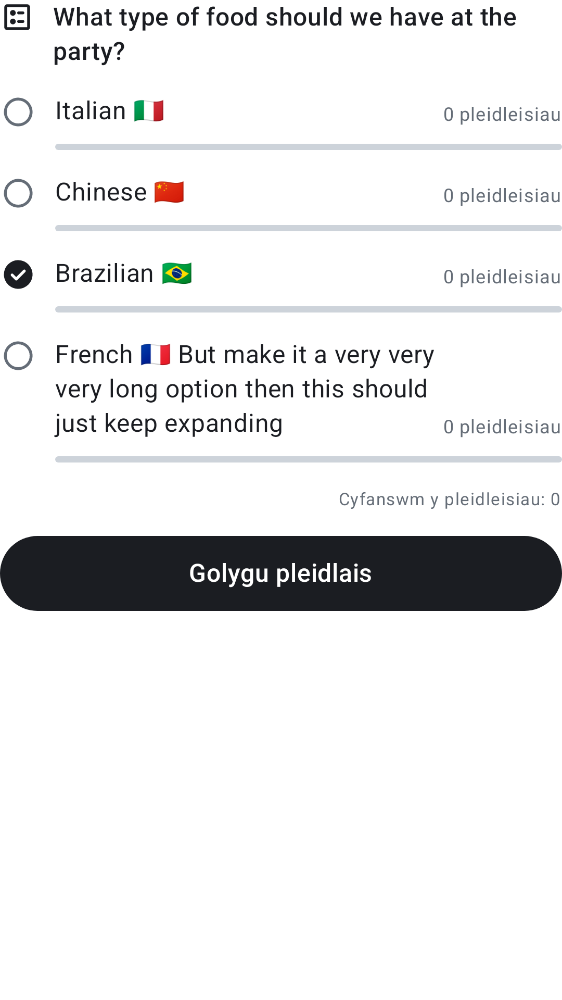 What type of food should we have at the
party?
Italian 🇮🇹
0 pleidleisiau
Chinese 🇨🇳
0 pleidleisiau
Brazilian 🇧🇷
0 pleidleisiau
French 🇫🇷 But make it a very very
very long option then this should
just keep expanding
0 pleidleisiau
Cyfanswm y pleidleisiau: 0
Golygu pleidlais